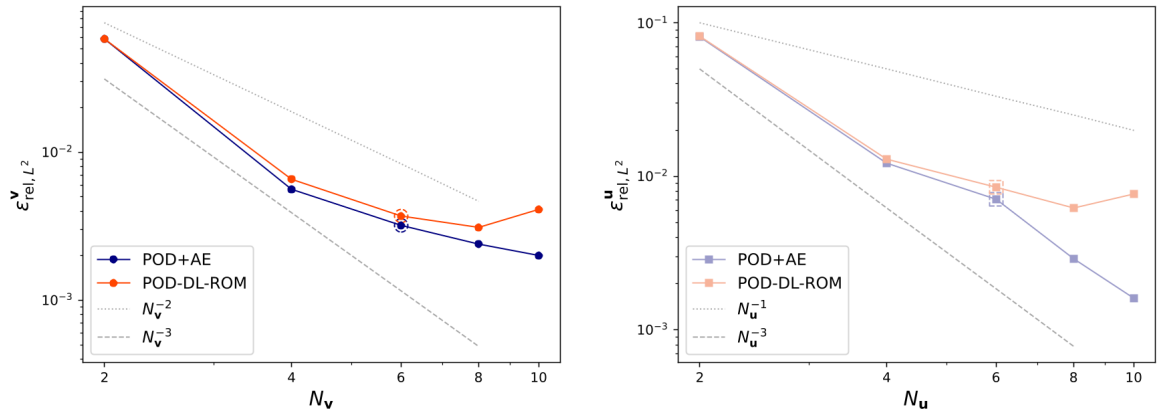 10⁻²
10⁻³
ε^v_rel, L²
POD+AE
POD-DL-ROM
N_v^−2
N_v^−3
2 4 6 8 10
N_v
10⁻¹
10⁻²
10⁻³
ε^u_rel, L²
POD+AE
POD-DL-ROM
N_u^−1
N_u^−3
2 4 6 8 10
N_u